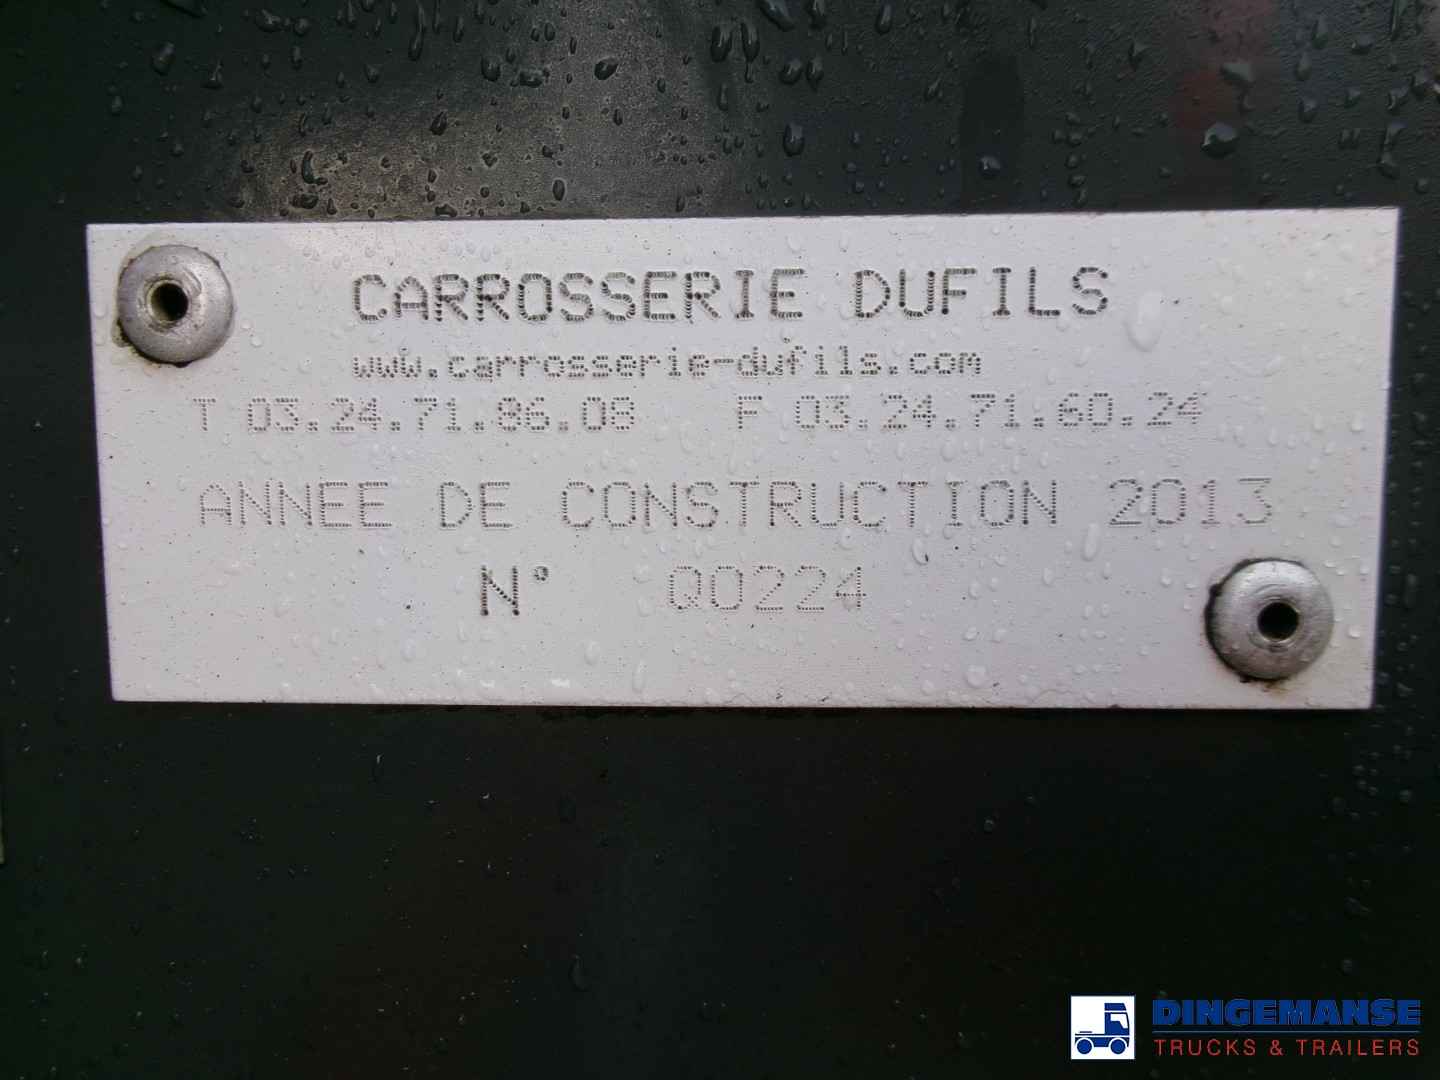 CARROSSERIE DUFILS
www.carrosserie-dufils.com
T 03.24.71.86.08 F 03.24.71.60.24
ANNEE DE CONSTRUCTION 2013
N° Q0224
DINGEMANSE
TRUCKS & TRAILERS